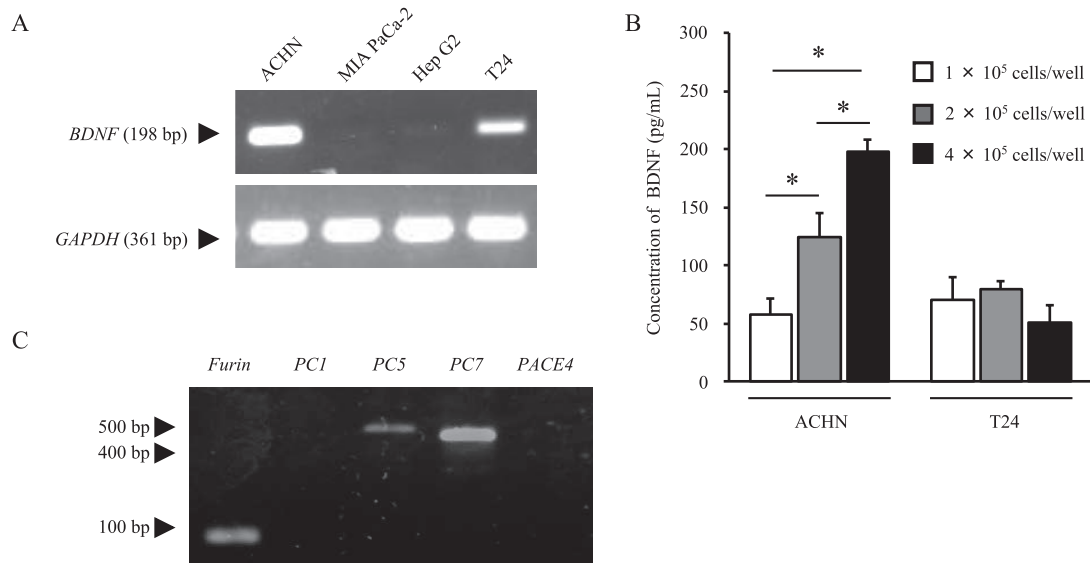 A
ACHN
MIA PaCa-2
Hep G2
T24
BDNF (198 bp)
GAPDH (361 bp)
B
Concentration of BDNF (pg/mL)
300
250
200
150
100
50
0
*
*
*
1 × 10⁵ cells/well
2 × 10⁵ cells/well
4 × 10⁵ cells/well
ACHN
T24
C
Furin
PC1
PC5
PC7
PACE4
500 bp
400 bp
100 bp